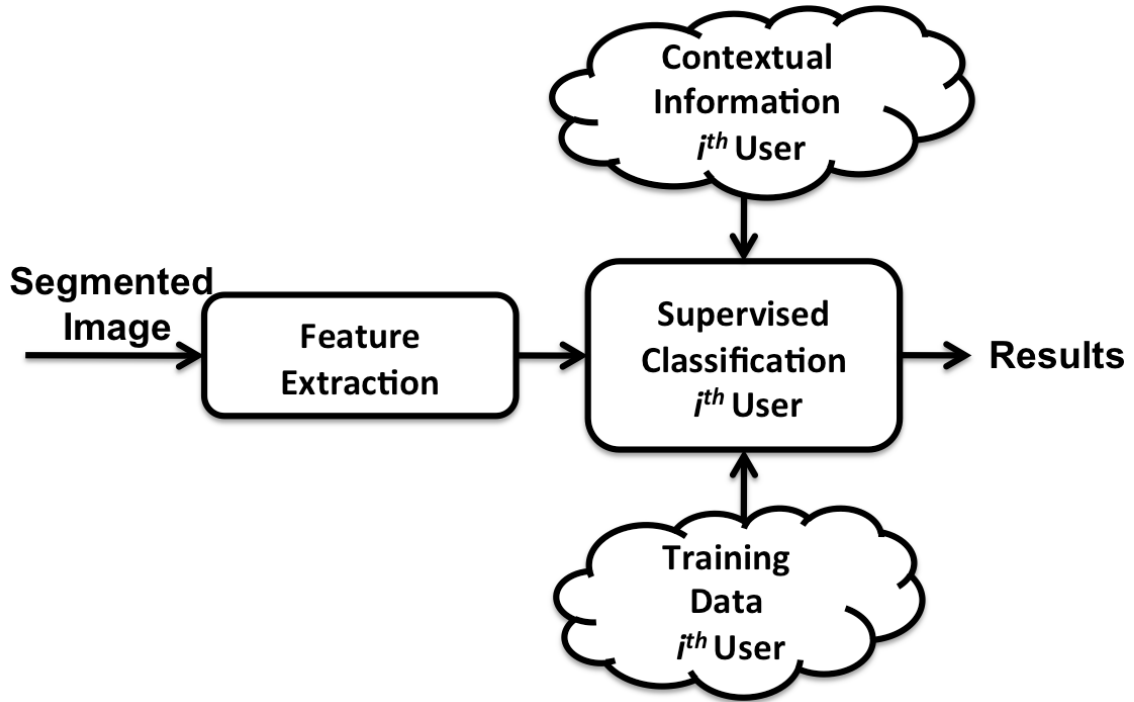 Contextual
Information
i^th User
Segmented
Image
Feature
Extraction
Supervised
Classification
i^th User
Results
Training
Data
i^th User